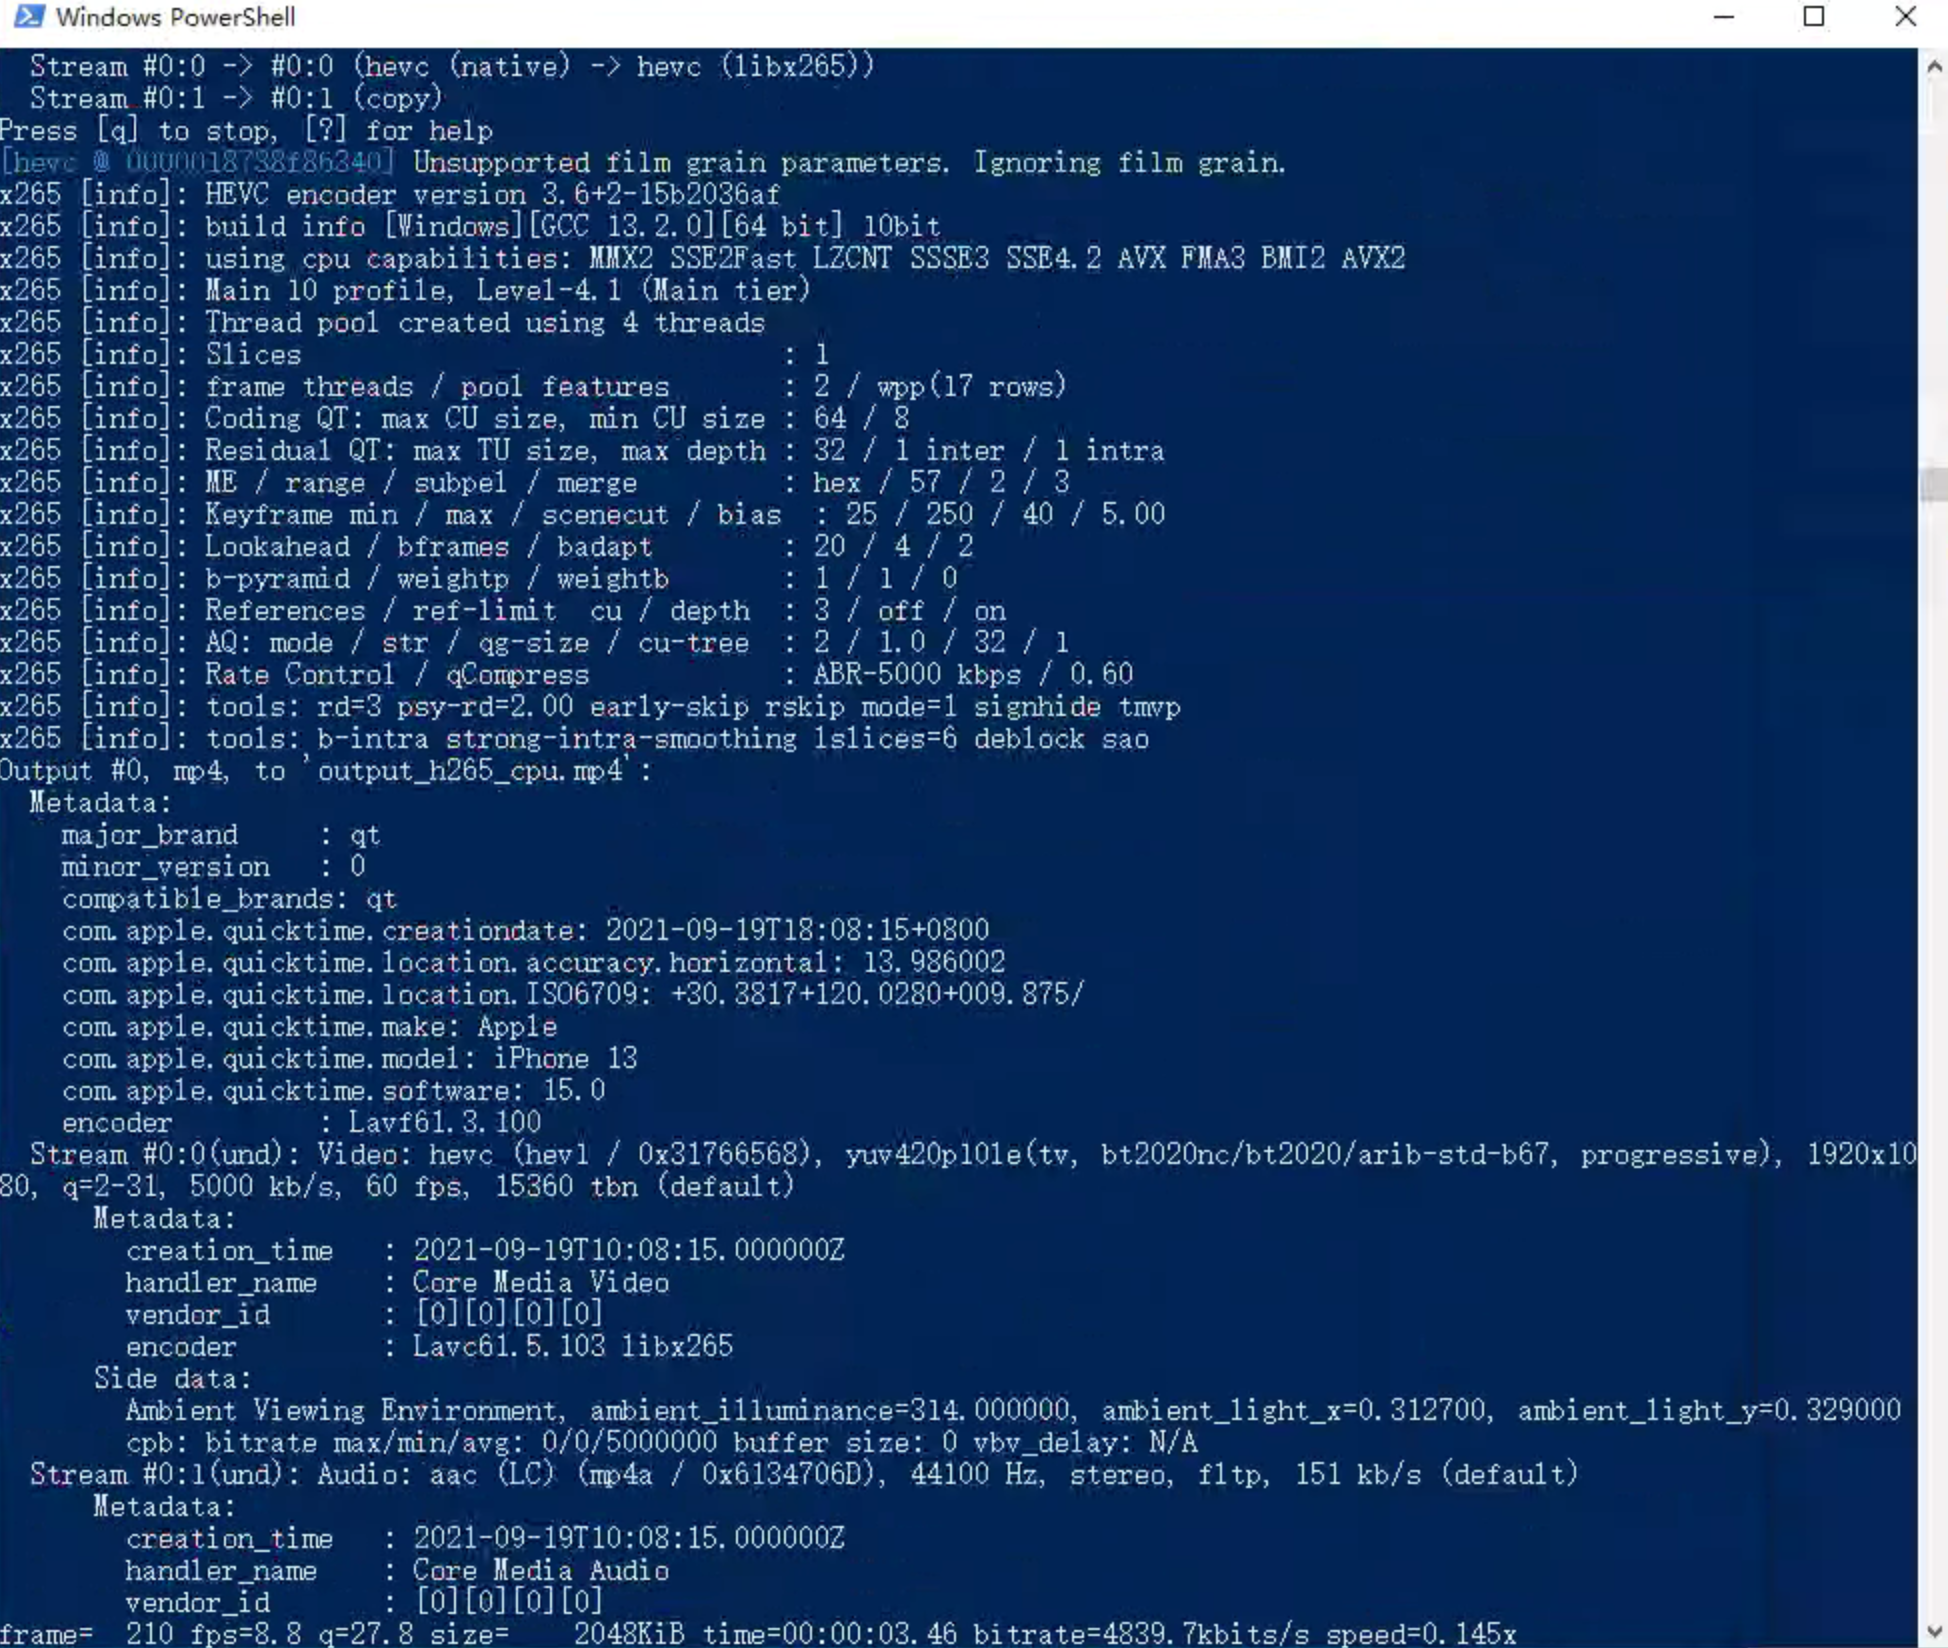 Windows PowerShell
Stream #0:0 -> #0:0 (hevc (native) -> hevc (libx265))
Stream #0:1 -> #0:1 (copy)
Press [q] to stop, [?] for help
[hevc @ 0000018738f86340] Unsupported film grain parameters. Ignoring film grain.
x265 [info]: HEVC encoder version 3.6+2-15b2036af
x265 [info]: build info [Windows][GCC 13.2.0][64 bit] 10bit
x265 [info]: using cpu capabilities: MMX2 SSE2Fast LZCNT SSSE3 SSE4.2 AVX FMA3 BMI2 AVX2
x265 [info]: Main 10 profile, Level-4.1 (Main tier)
x265 [info]: Thread pool created using 4 threads
x265 [info]: Slices : 1
x265 [info]: frame threads / pool features : 2 / wpp(17 rows)
x265 [info]: Coding QT: max CU size, min CU size : 64 / 8
x265 [info]: Residual QT: max TU size, max depth : 32 / 1 inter / 1 intra
x265 [info]: ME / range / subpel / merge : hex / 57 / 2 / 3
x265 [info]: Keyframe min / max / scenecut / bias : 25 / 250 / 40 / 5.00
x265 [info]: Lookahead / bframes / badapt : 20 / 4 / 2
x265 [info]: b-pyramid / weightp / weightb : 1 / 1 / 0
x265 [info]: References / ref-limit cu / depth : 3 / off / on
x265 [info]: AQ: mode / str / qg-size / cu-tree : 2 / 1.0 / 32 / 1
x265 [info]: Rate Control / qCompress : ABR-5000 kbps / 0.60
x265 [info]: tools: rd=3 psy-rd=2.00 early-skip rskip mode=1 signhide tmvp
x265 [info]: tools: b-intra strong-intra-smoothing lslices=6 deblock sao
Output #0, mp4, to 'output_h265_cpu.mp4':
Metadata:
major_brand : qt
minor_version : 0
compatible_brands: qt
com.apple.quicktime.creationdate: 2021-09-19T18:08:15+0800
com.apple.quicktime.location.accuracy.horizontal: 13.986002
com.apple.quicktime.location.ISO6709: +30.3817+120.0280+009.875/
com.apple.quicktime.make: Apple
com.apple.quicktime.model: iPhone 13
com.apple.quicktime.software: 15.0
encoder : Lavf61.3.100
Stream #0:0(und): Video: hevc (hev1 / 0x31766568), yuv420p10le(tv, bt2020nc/bt2020/arib-std-b67, progressive), 1920x10
80, q=2-31, 5000 kb/s, 60 fps, 15360 tbn (default)
Metadata:
creation_time : 2021-09-19T10:08:15.000000Z
handler_name : Core Media Video
vendor_id : [0][0][0][0]
encoder : Lavc61.5.103 libx265
Side data:
Ambient Viewing Environment, ambient_illuminance=314.000000, ambient_light_x=0.312700, ambient_light_y=0.329000
cpb: bitrate max/min/avg: 0/0/5000000 buffer size: 0 vbv_delay: N/A
Stream #0:1(und): Audio: aac (LC) (mp4a / 0x6134706D), 44100 Hz, stereo, fltp, 151 kb/s (default)
Metadata:
creation_time : 2021-09-19T10:08:15.000000Z
handler_name : Core Media Audio
vendor_id : [0][0][0][0]
frame= 210 fps=8.8 q=27.8 size= 2048KiB time=00:00:03.46 bitrate=4839.7kbits/s speed=0.145x